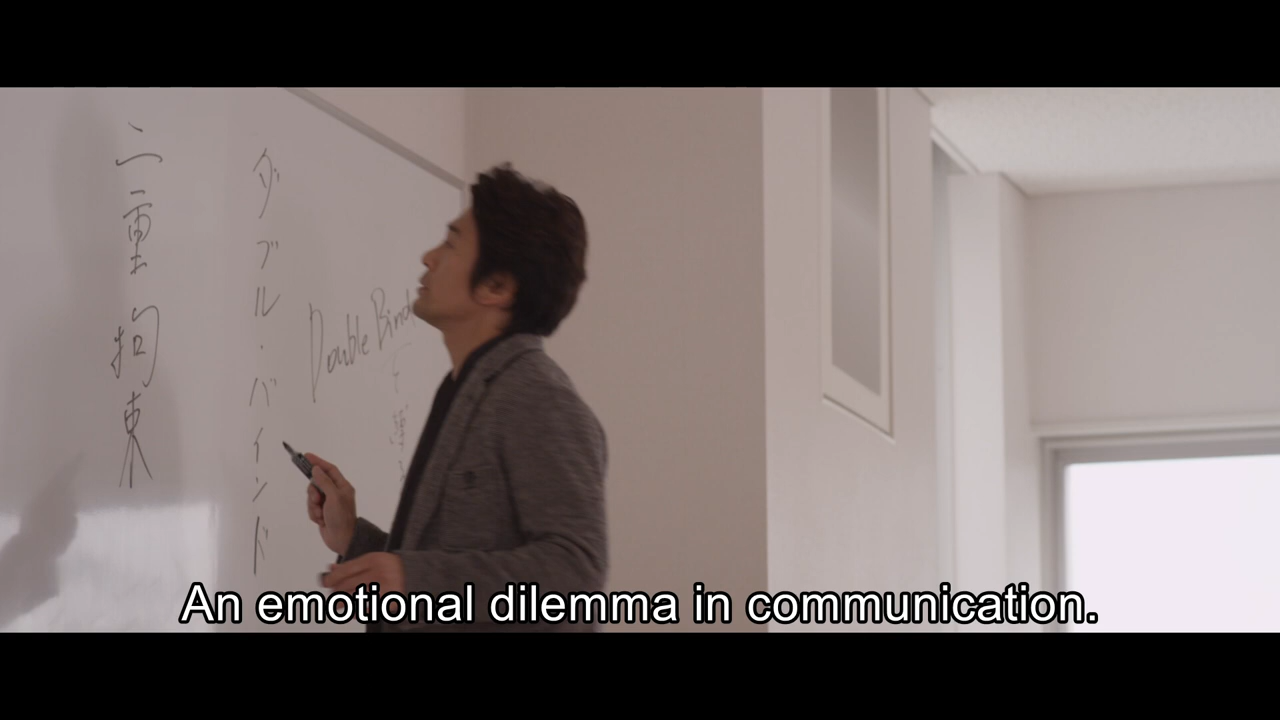 ダブル・バインド
二重拘束
Double Bind
An emotional dilemma in communication.